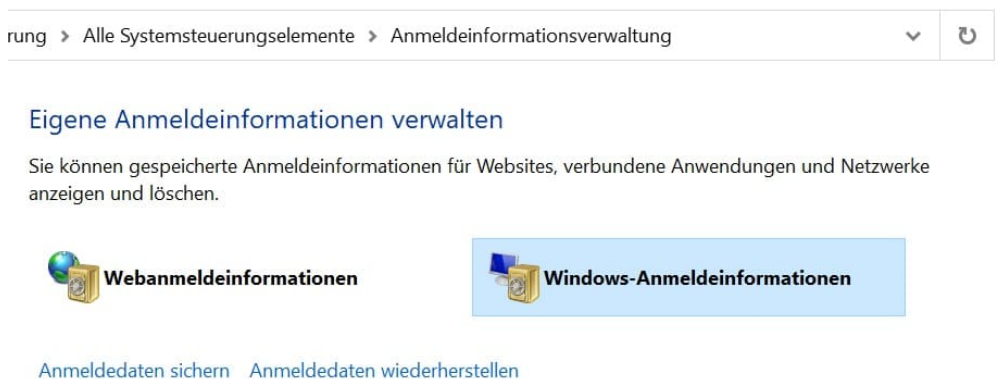 rung > Alle Systemsteuerungselemente > Anmeldeinformationsverwaltung
Eigene Anmeldeinformationen verwalten
Sie können gespeicherte Anmeldeinformationen für Websites, verbundene Anwendungen und Netzwerke
anzeigen und löschen.
Webanmeldeinformationen Windows-Anmeldeinformationen
Anmeldedaten sichern Anmeldedaten wiederherstellen